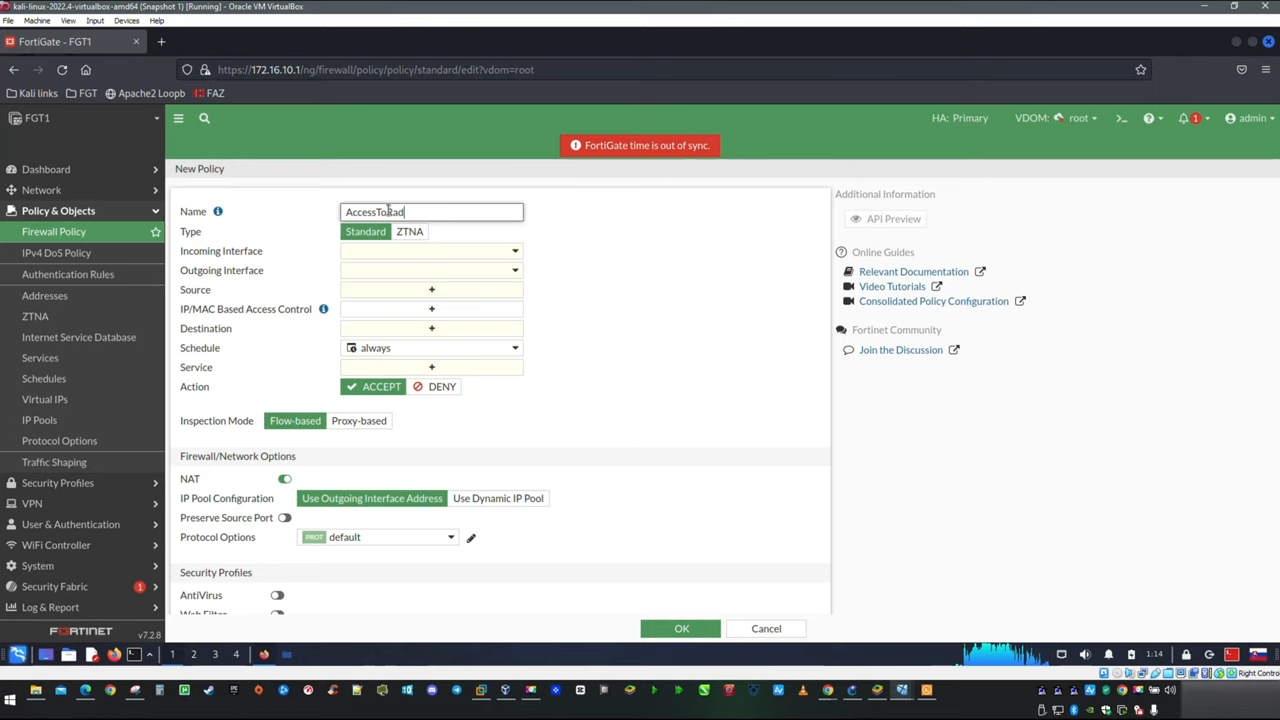 kali-linux-2022.4-virtualbox-amd64 (Snapshot 1) [Running] - Oracle VM VirtualBox
File Machine View Input Devices Help
FortiGate - FGT1
https://172.16.10.1/ng/firewall/policy/policy/standard/edit?vdom=root
Kali links FGT Apache2 Loopb FAZ
FGT1
HA: Primary VDOM: root 1 admin
FortiGate time is out of sync.
Dashboard
Network
Policy & Objects
Firewall Policy
IPv4 DoS Policy
Authentication Rules
Addresses
ZTNA
Internet Service Database
Services
Schedules
Virtual IPs
IP Pools
Protocol Options
Traffic Shaping
Security Profiles
VPN
User & Authentication
WiFi Controller
System
Security Fabric 1
Log & Report
FORTINET v7.2.8
New Policy
Name AccessToRad
Type Standard ZTNA
Incoming Interface
Outgoing Interface
Source
IP/MAC Based Access Control
Destination
Schedule always
Service
Action ACCEPT DENY
Inspection Mode Flow-based Proxy-based
Firewall/Network Options
NAT
IP Pool Configuration Use Outgoing Interface Address Use Dynamic IP Pool
Preserve Source Port
Protocol Options PROT default
Security Profiles
AntiVirus
Web Filter
OK Cancel
Additional Information
API Preview
Online Guides
Relevant Documentation
Video Tutorials
Consolidated Policy Configuration
Fortinet Community
Join the Discussion
1 2 3 4 1:14
Right Control